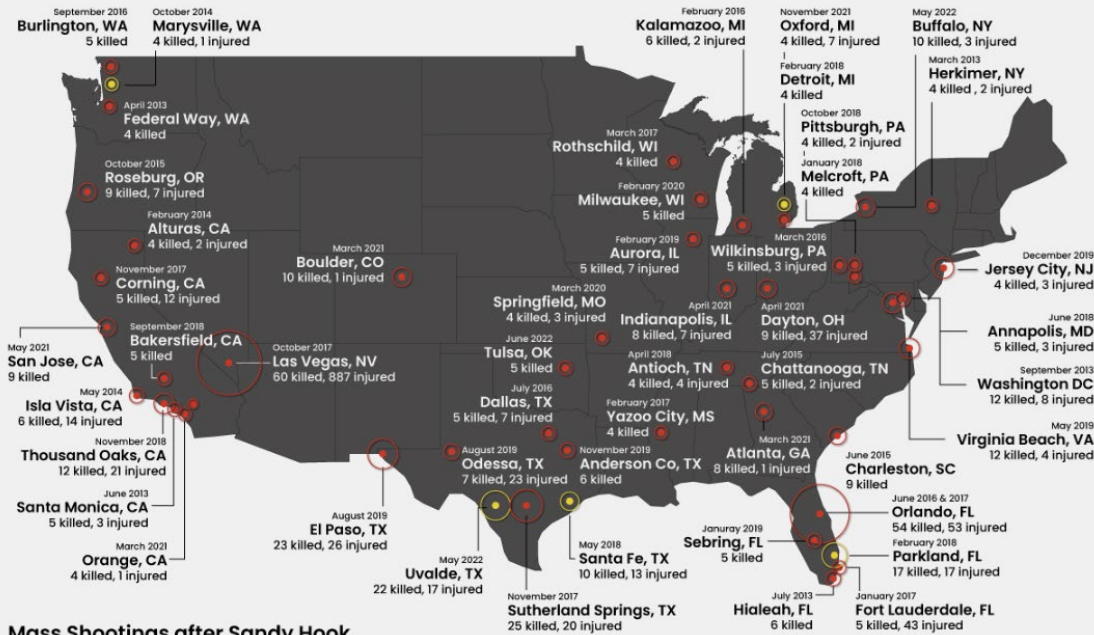 September 2016
Burlington, WA
5 killed
October 2014
Marysville, WA
4 killed, 1 injured
February 2016
Kalamazoo, MI
6 killed, 2 injured
November 2021
Oxford, MI
4 killed, 7 injured
February 2018
Detroit, MI
4 killed
May 2022
Buffalo, NY
10 killed, 3 injured
March 2013
Herkimer, NY
4 killed , 2 injured
April 2013
Federal Way, WA
4 killed
October 2018
Pittsburgh, PA
4 killed, 2 injured
January 2018
Melcroft, PA
4 killed
March 2017
Rothschild, WI
4 killed
October 2015
Roseburg, OR
9 killed, 7 injured
February 2020
Milwaukee, WI
5 killed
February 2014
Alturas, CA
4 killed, 2 injured
March 2021
Boulder, CO
10 killed, 1 injured
February 2019
Aurora, IL
5 killed, 7 injured
March 2016
Wilkinsburg, PA
5 killed, 3 injured
December 2019
Jersey City, NJ
4 killed, 3 injured
November 2017
Corning, CA
5 killed, 12 injured
March 2020
Springfield, MO
4 killed, 3 injured
April 2021
Indianapolis, IL
8 killed, 7 injured
April 2021
Dayton, OH
9 killed, 37 injured
June 2018
Annapolis, MD
5 killed, 3 injured
May 2021
San Jose, CA
9 killed
September 2018
Bakersfield, CA
5 killed
October 2017
Las Vegas, NV
60 killed, 887 injured
June 2022
Tulsa, OK
5 killed
April 2018
Antioch, TN
4 killed, 4 injured
July 2015
Chattanooga, TN
5 killed, 2 injured
September 2013
Washington DC
12 killed, 8 injured
May 2014
Isla Vista, CA
6 killed, 14 injured
July 2016
Dallas, TX
5 killed, 7 injured
February 2017
Yazoo City, MS
4 killed
May 2019
Virginia Beach, VA
12 killed, 4 injured
November 2018
Thousand Oaks, CA
12 killed, 21 injured
August 2019
Odessa, TX
7 killed, 23 injured
November 2019
Anderson Co, TX
6 killed
March 2021
Atlanta, GA
8 killed, 1 injured
June 2015
Charleston, SC
9 killed
June 2013
Santa Monica, CA
5 killed, 3 injured
June 2016 & 2017
Orlando, FL
54 killed, 53 injured
August 2019
El Paso, TX
23 killed, 26 injured
March 2021
Orange, CA
4 killed, 1 injured
Januray 2019
Sebring, FL
5 killed
February 2018
Parkland, FL
17 killed, 17 injured
May 2022
Uvalde, TX
22 killed, 17 injured
May 2018
Santa Fe, TX
10 killed, 13 injured
November 2017
Sutherland Springs, TX
25 killed, 20 injured
July 2013
Hialeah, FL
6 killed
January 2017
Fort Lauderdale, FL
5 killed, 43 injured
Mass Shootings after Sandy Hook